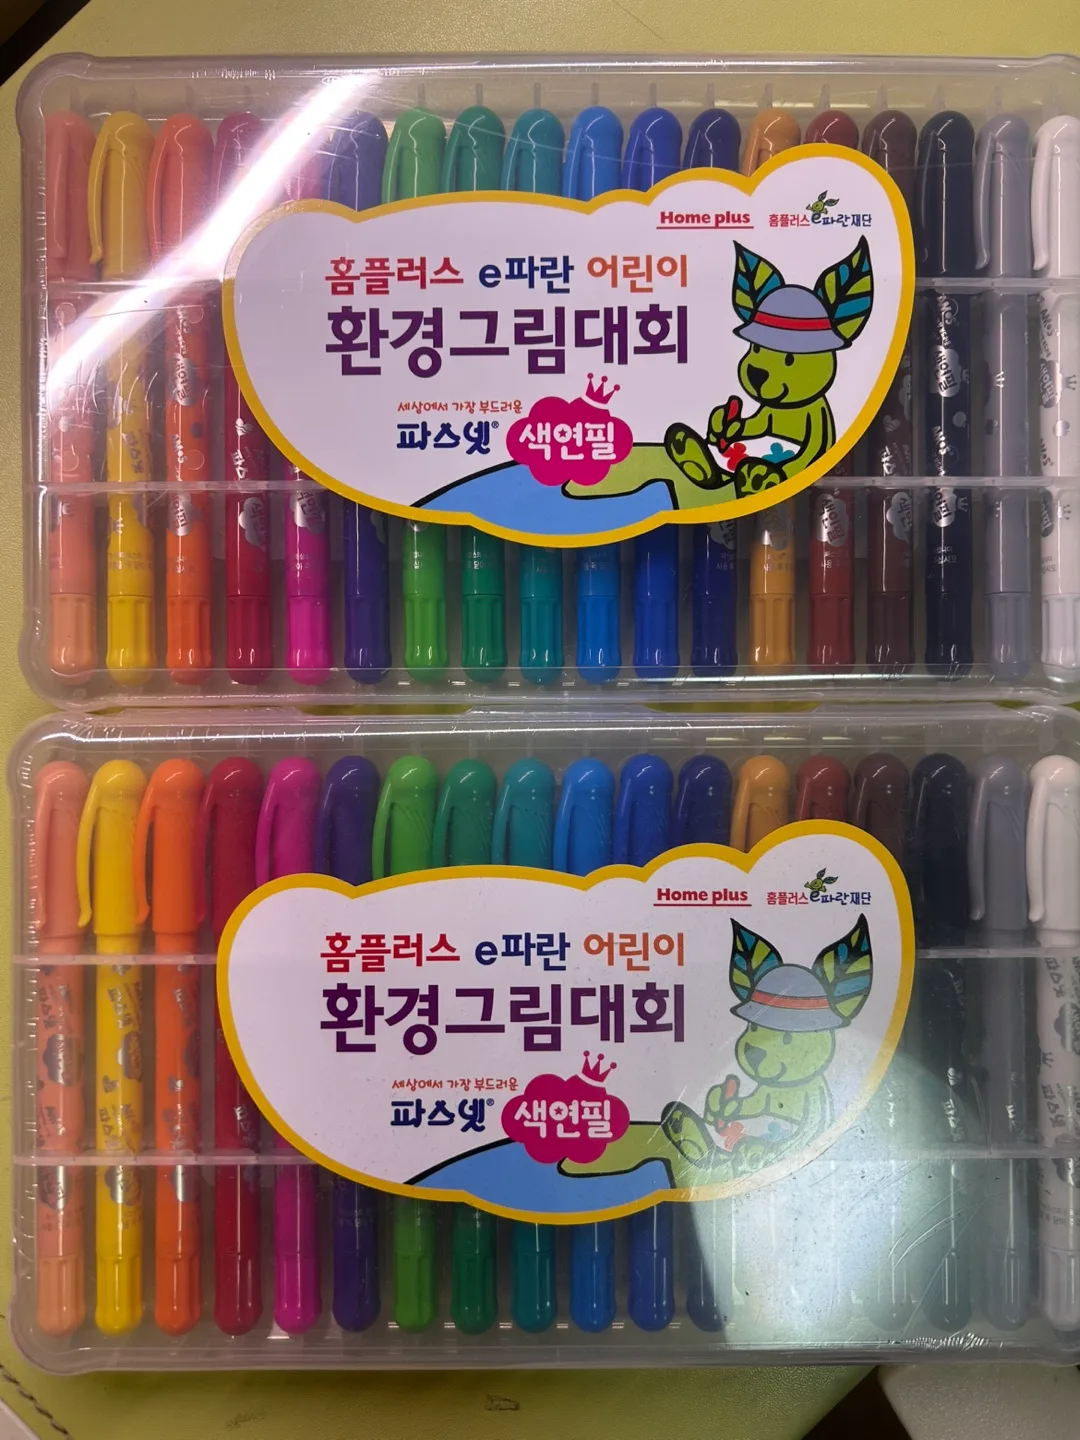 Home plus
홈플러스e파란재단
홈플러스 e파란 어린이
환경그림대회
세상에서 가장 부드러운
파스넷® 색연필
Home plus
홈플러스e파란재단
홈플러스 e파란 어린이
환경그림대회
세상에서 가장 부드러운
파스넷® 색연필